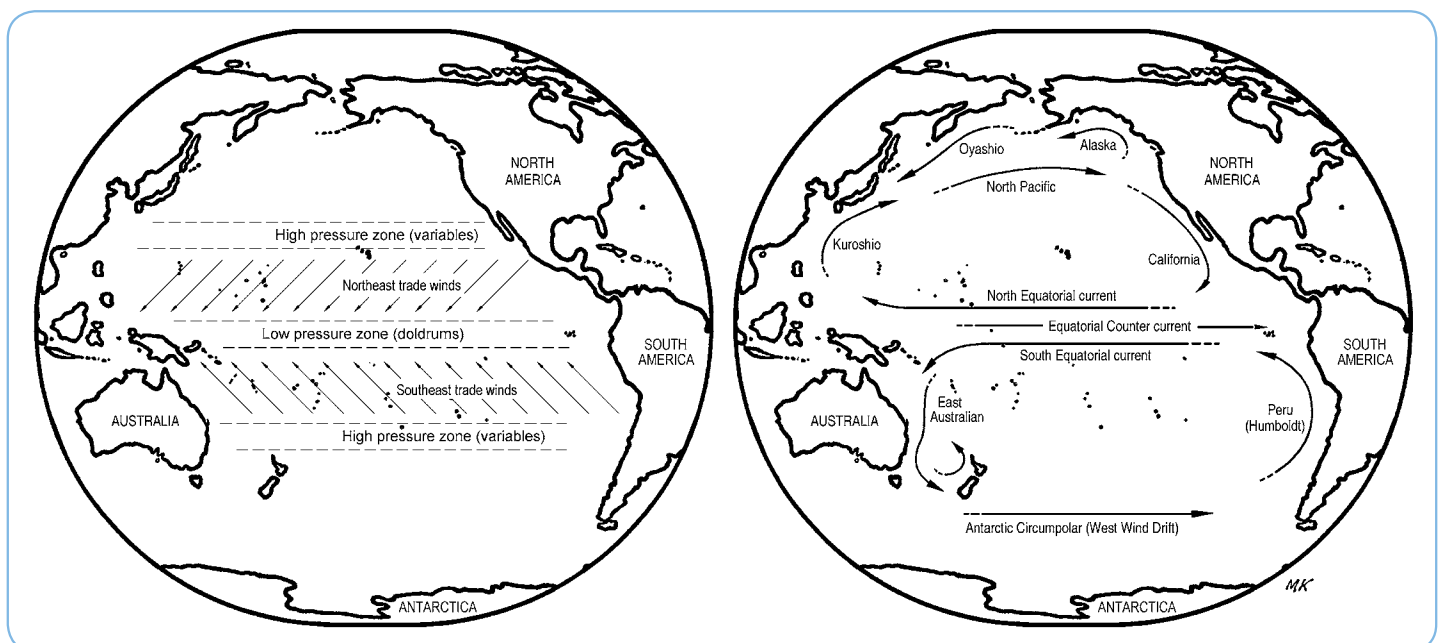 NORTH
AMERICA
High pressure zone (variables)
Northeast trade winds
Low pressure zone (doldrums)
SOUTH
AMERICA
Southeast trade winds
AUSTRALIA
High pressure zone (variables)
ANTARCTICA
Oyashio
Alaska
NORTH
AMERICA
North Pacific
Kuroshio
California
North Equatorial current
Equatorial Counter current
South Equatorial current
SOUTH
AMERICA
East
Australian
AUSTRALIA
Peru
(Humboldt)
Antarctic Circumpolar (West Wind Drift)
MK
ANTARCTICA